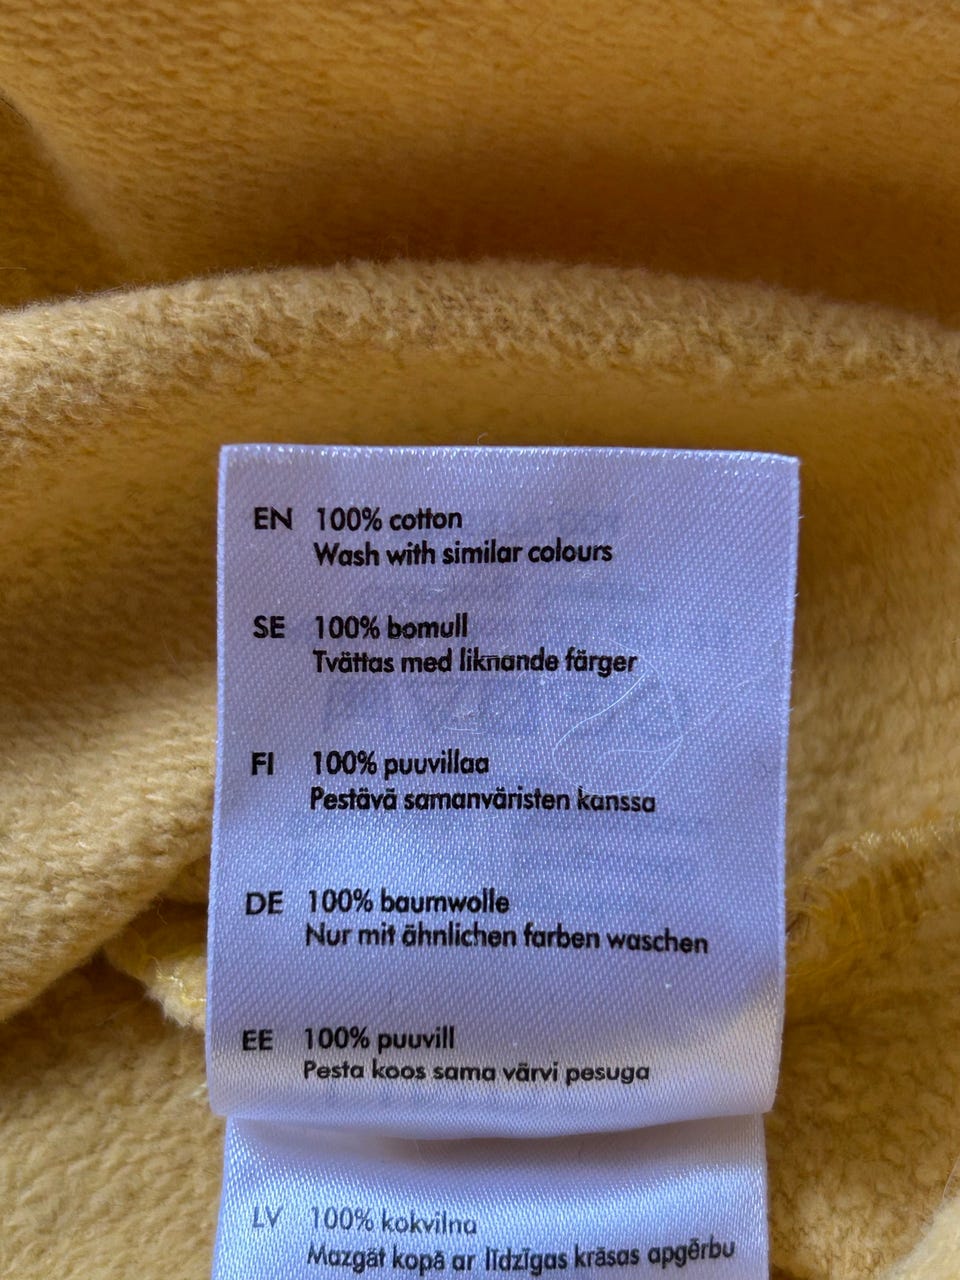 EN 100% cotton
Wash with similar colours
SE 100% bomull
Tvättas med liknande färger
FI 100% puuvillaa
Pestävä samanväristen kanssa
DE 100% baumwolle
Nur mit ähnlichen farben waschen
EE 100% puuvill
Pesta koos sama värvi pesuga
LV 100% kokvilna
Mazgāt kopā ar līdzīgas krāsas apģērbu